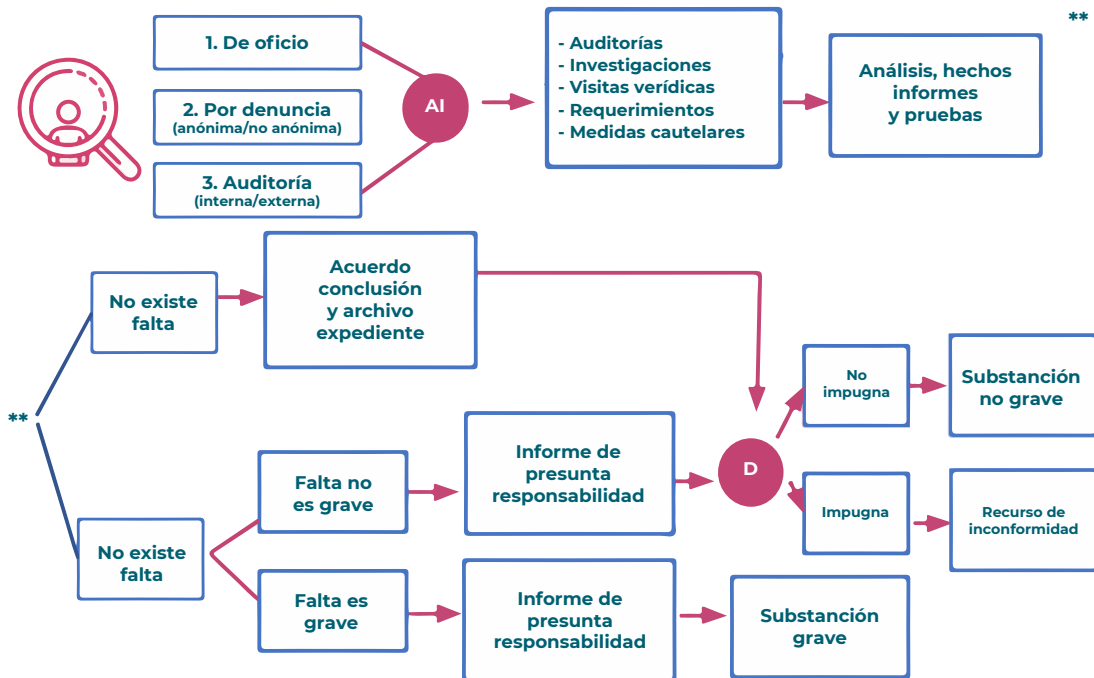 1. De oficio
2. Por denuncia
(anónima/no anónima)
3. Auditoría
(interna/externa)
AI
- Auditorías
- Investigaciones
- Visitas verídicas
- Requerimientos
- Medidas cautelares
**
Análisis, hechos
informes
y pruebas
**
No existe
falta
Acuerdo
conclusión
y archivo
expediente
No existe
falta
Falta no
es grave
Informe de
presunta
responsabilidad
D
No
impugna
Substanción
no grave
Impugna
Recurso de
inconformidad
Falta es
grave
Informe de
presunta
responsabilidad
Substanción
grave